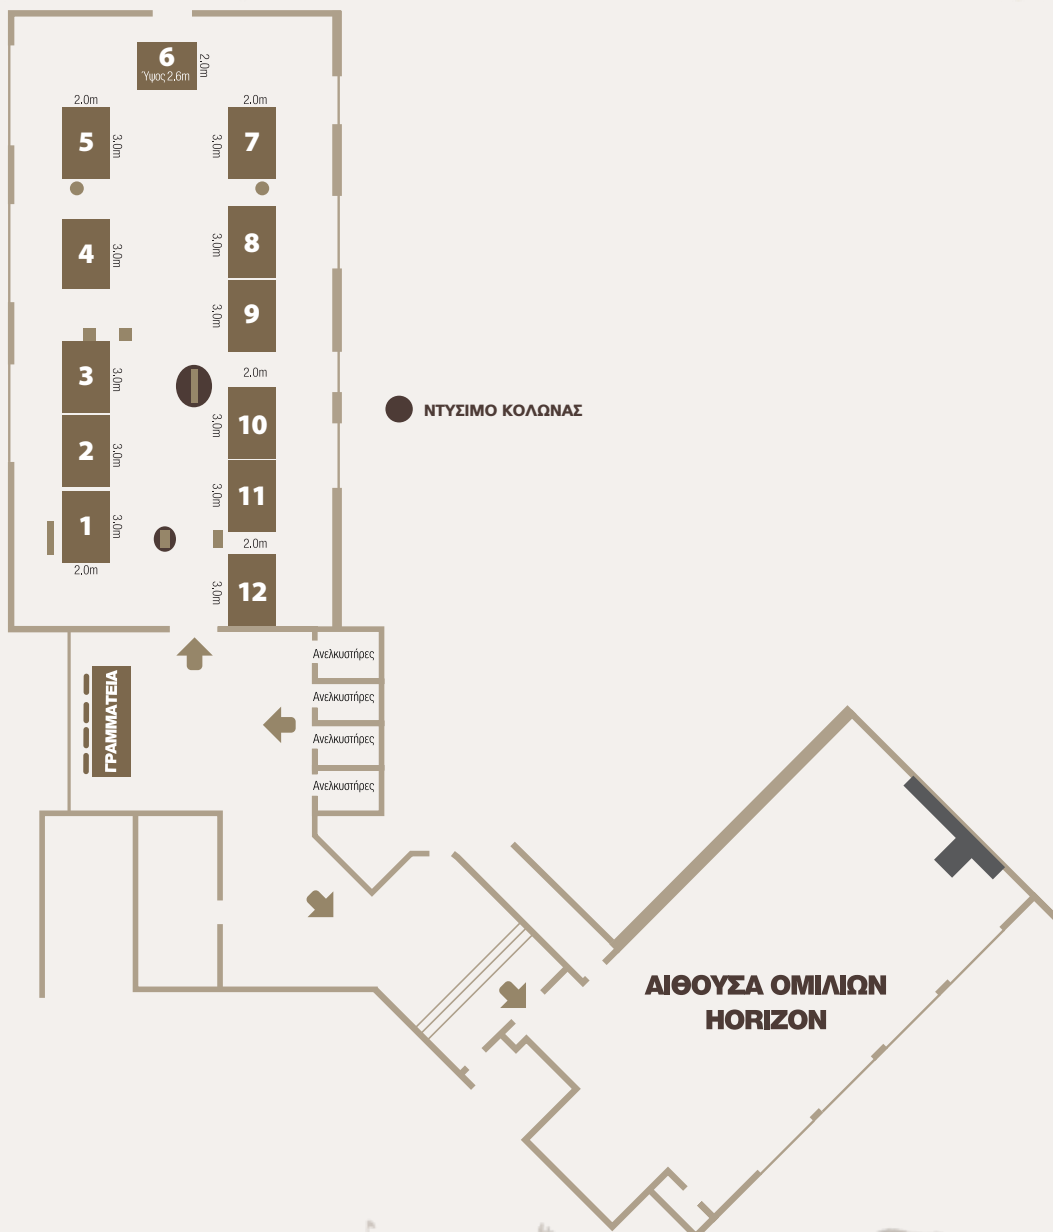 6
Ύψος 2.6m
2.0m
2.0m
2.0m
5
3.0m
3.0m
7
4
3.0m
3.0m
8
3.0m
9
3
3.0m
2.0m
ΝΤΥΣΙΜΟ ΚΟΛΩΝΑΣ
2
3.0m
3.0m
10
1
3.0m
3.0m
11
2.0m
2.0m
3.0m
12
Ανελκυστήρες
Ανελκυστήρες
Ανελκυστήρες
Ανελκυστήρες
ΓΡΑΜΜΑΤΕΙΑ
ΑΙΘΟΥΣΑ ΟΜΙΛΙΩΝ
HORIZON